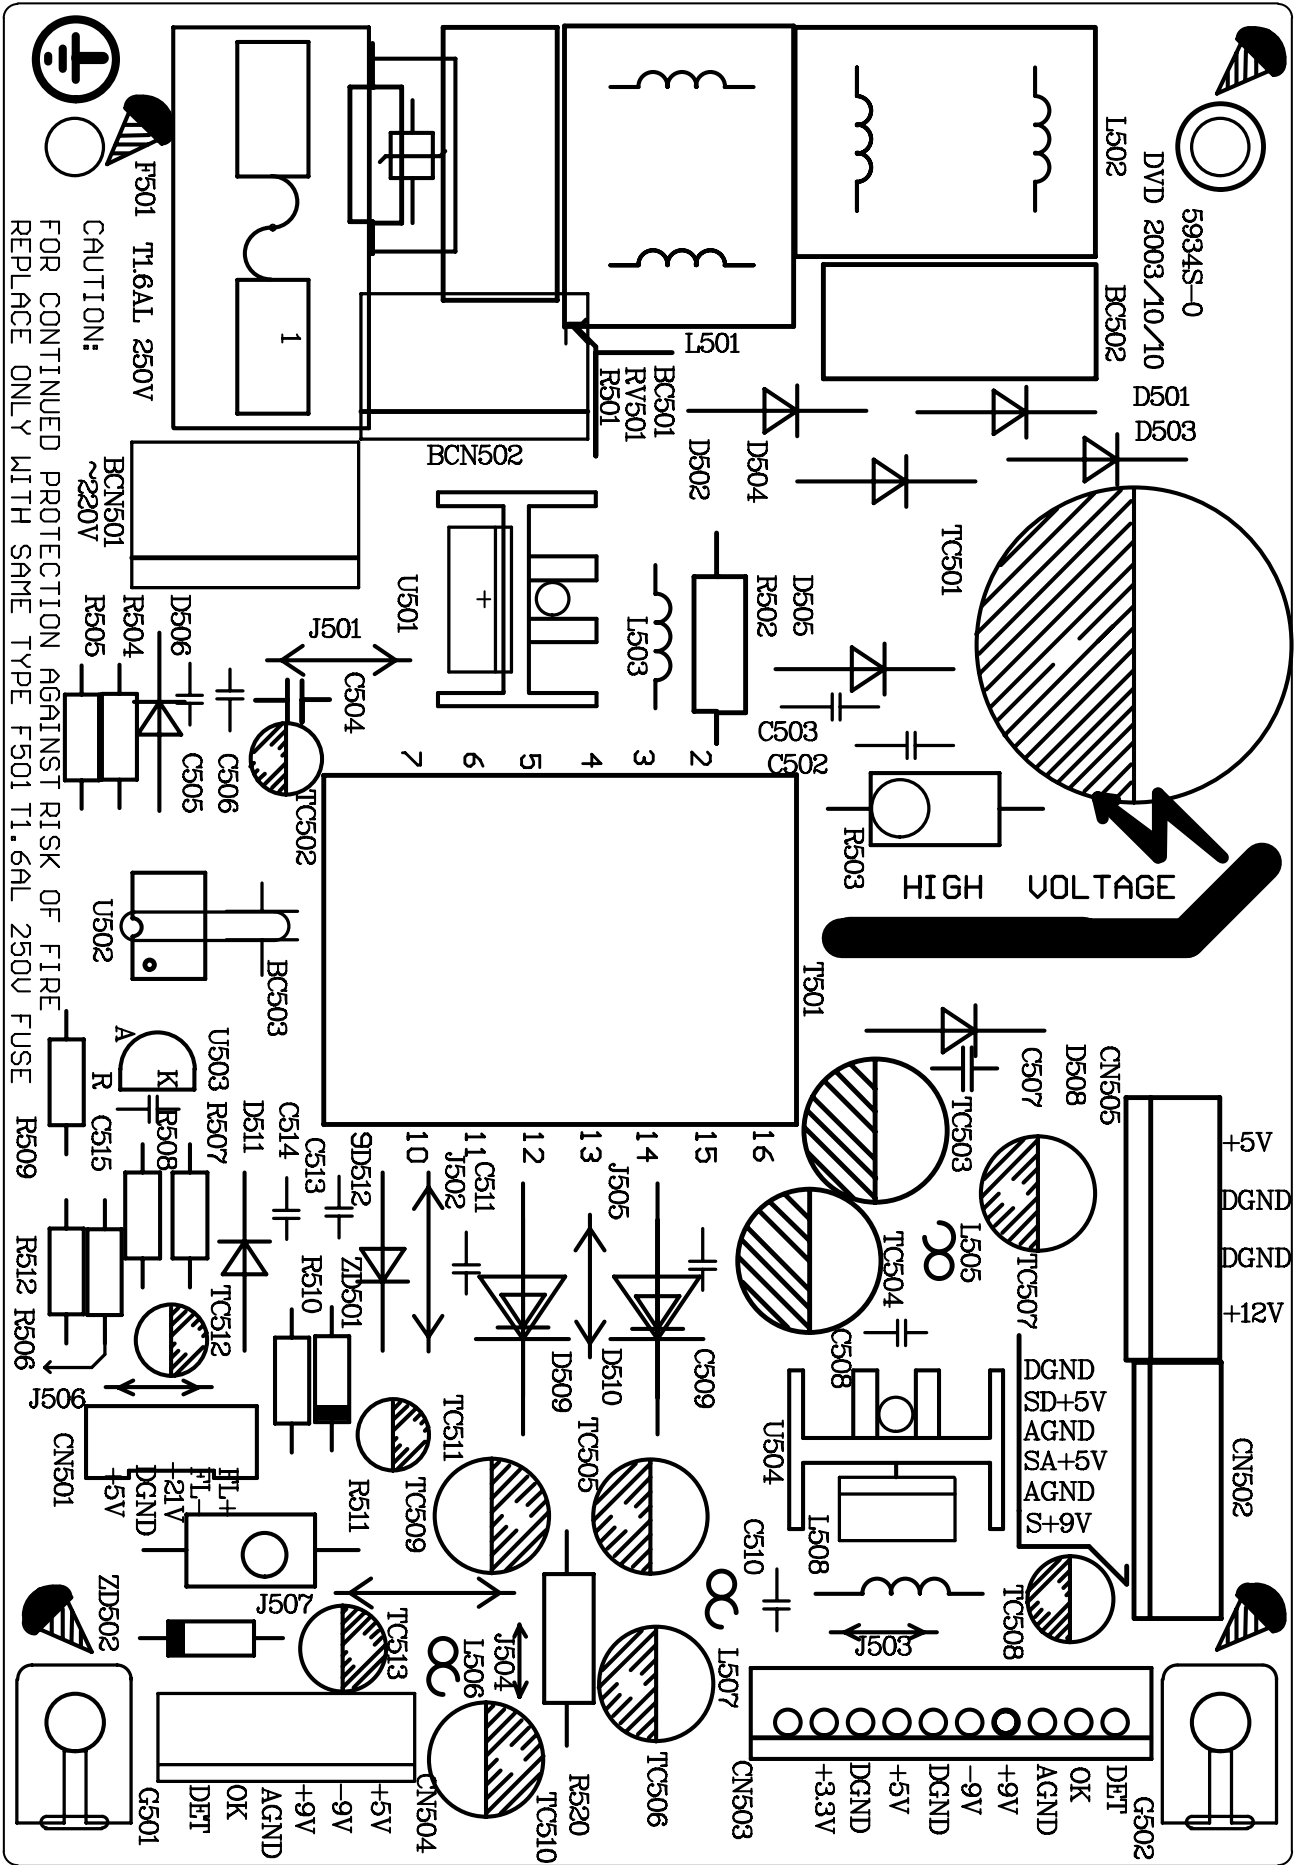 L502
DVD 2003/10/10
5934S-0
F501 T1.6AL 250V
CAUTION:
FOR CONTINUED PROTECTION AGAINST RISK OF FIRE
REPLACE ONLY WITH SAME TYPE F501 T1.6AL 250V FUSE
1
L501
BC502
BC501
RV501
R501
D501
D503
D502
D504
BCN502
BCN501
~220V
TC501
U501
+
L503
R502
D505
R505
R504
D506
J501
C504
C503
C502
C505
C506
TC502
7
6
5
4
3
2
R503
HIGH VOLTAGE
U502
BC503
T501
A
R
K
U503
R509
C515
R508
R507
D511
C514
C513
9
D512
10
J502
11
C511
12
13
J505
14
15
16
TC503
C507
D508
CN505
+5V
DGND
DGND
+12V
L505
TC504
TC507
R512
R506
TC512
R510
ZD501
J506
D509
D510
C509
C508
DGND
SD+5V
AGND
SA+5V
AGND
S+9V
CN502
CN501
+5V
DGND
-21V
FL-
FL+
TC511
R511
TC509
TC505
U504
C510
L508
ZD502
J507
TC513
L506
J504
L507
J503
TC508
G501
DET
OK
AGND
+9V
-9V
+5V
CN504
TC510
R520
TC506
CN503
+3.3V
DGND
+5V
DGND
-9V
+9V
AGND
OK
DET
G502